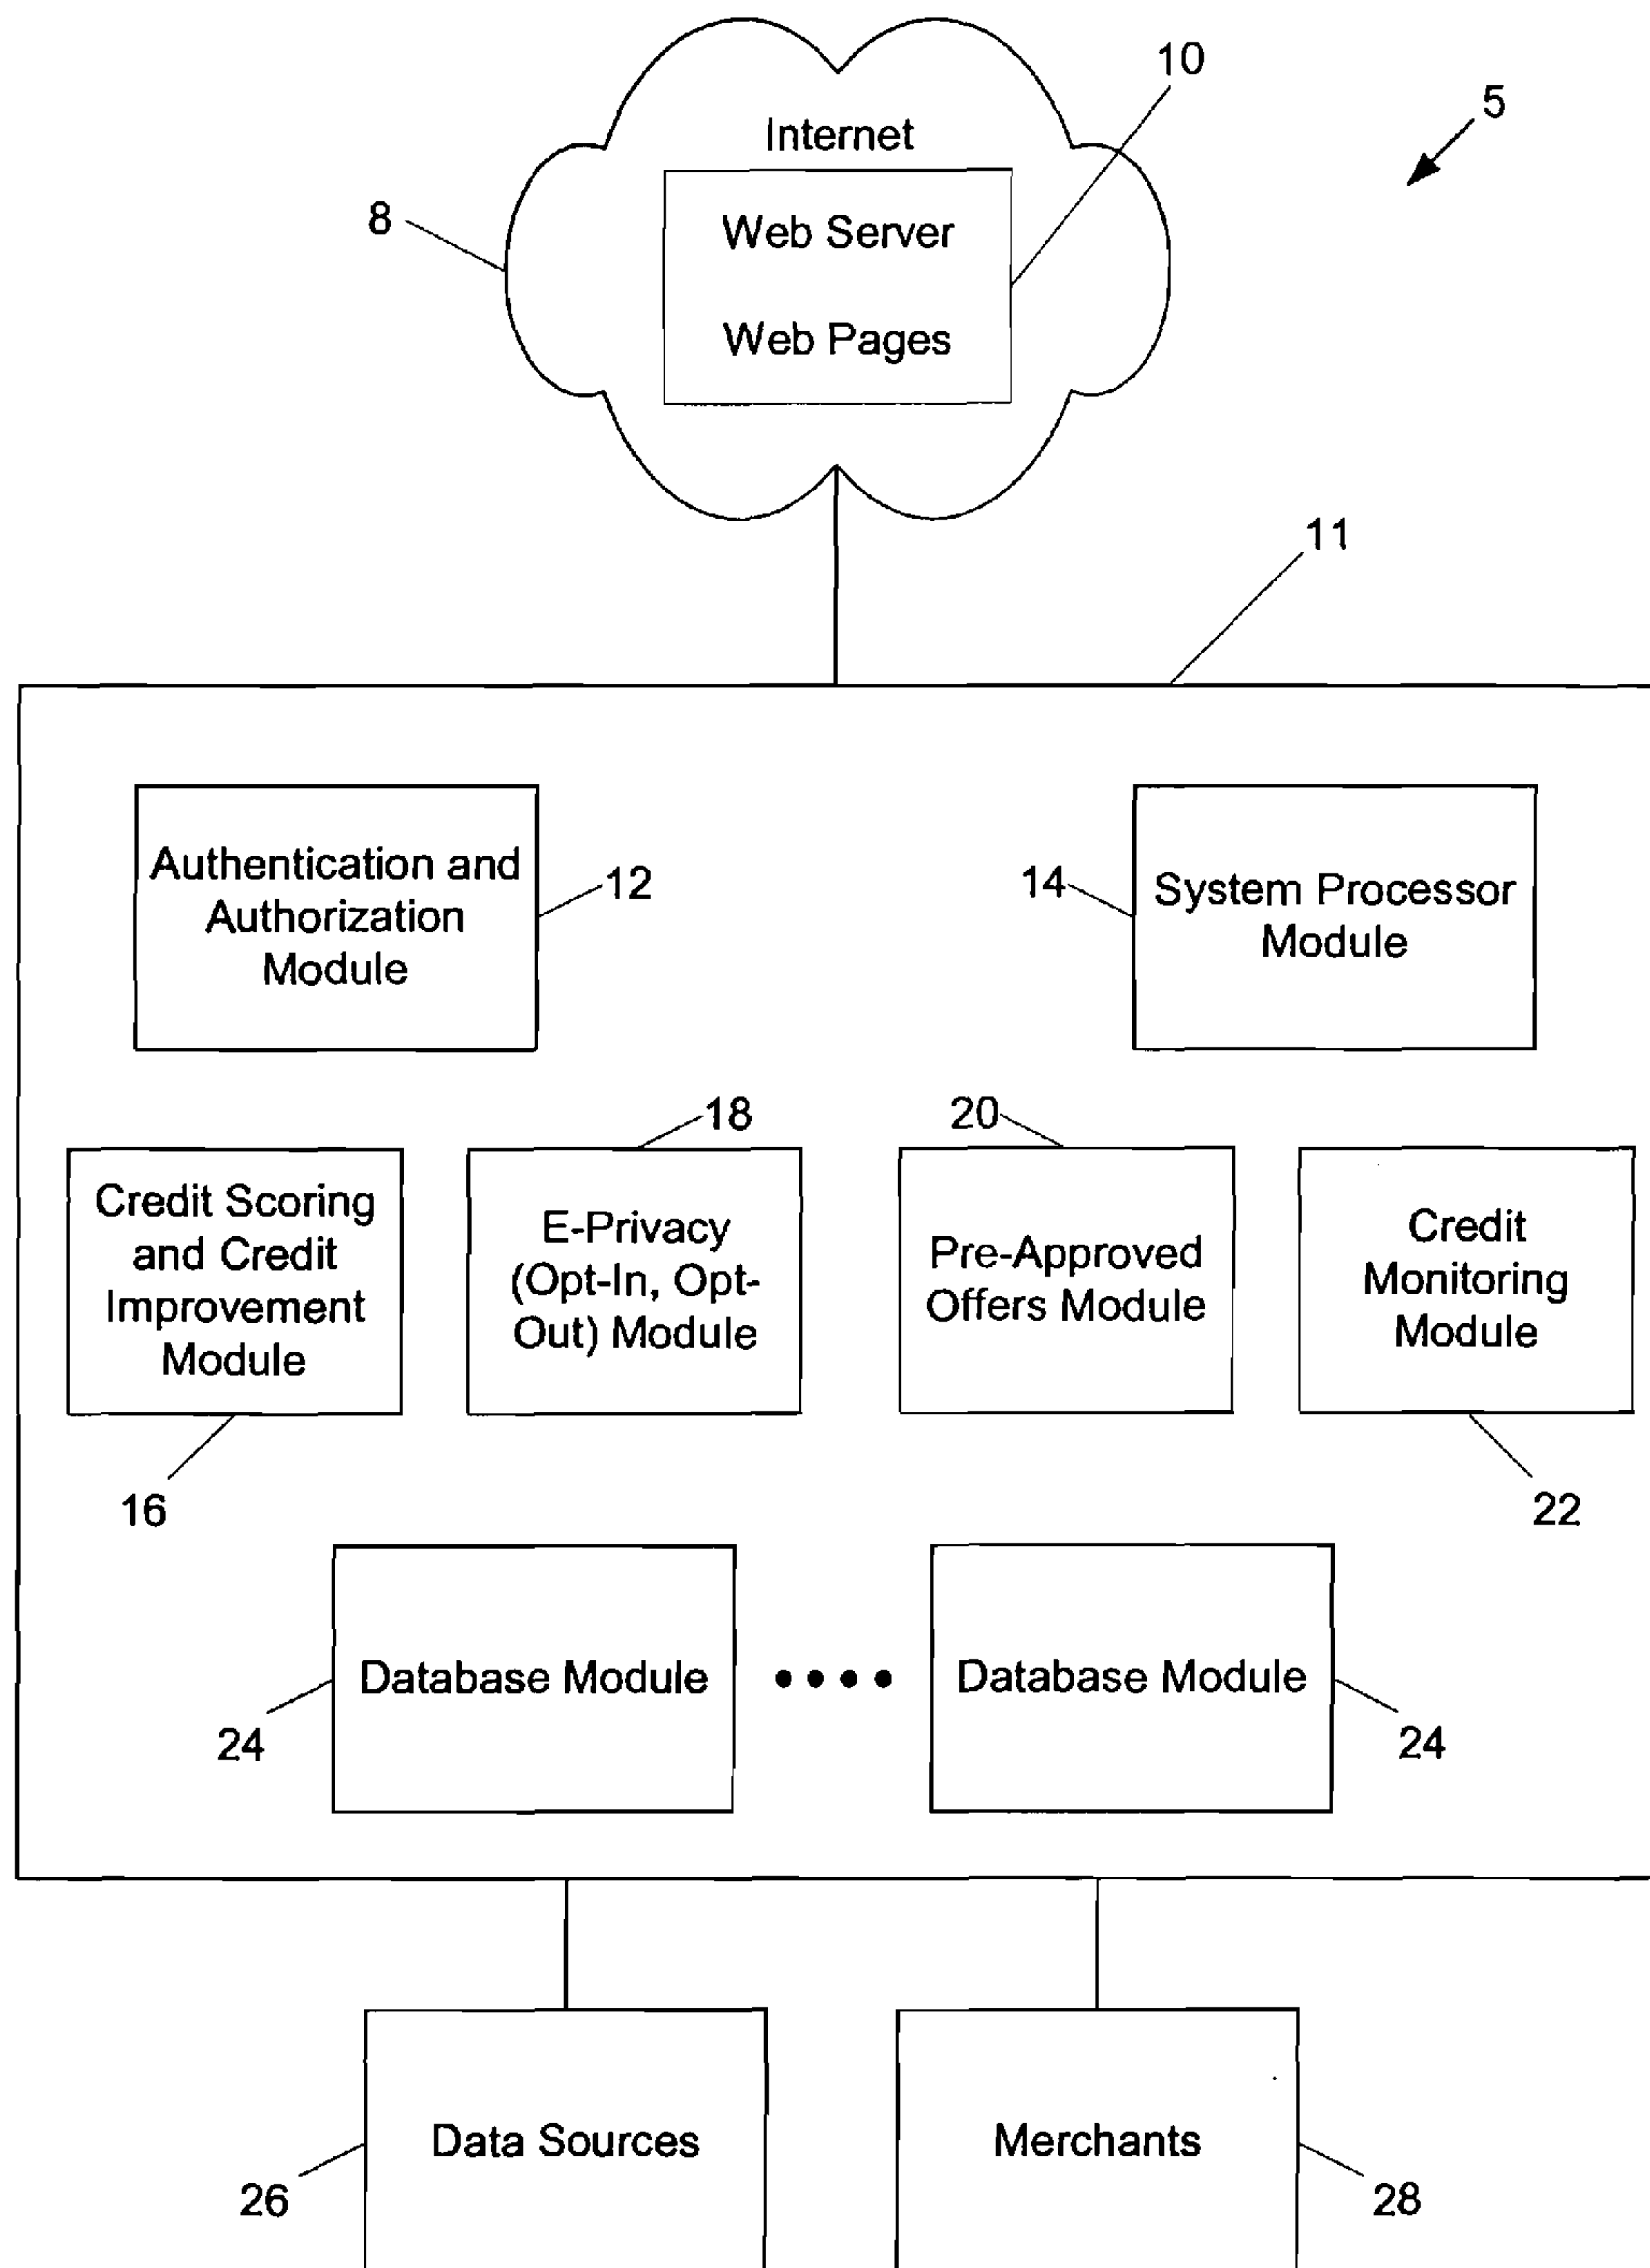 10
5
Internet
8
Web Server
Web Pages
11
Authentication and
Authorization
Module
12
14
System Processor
Module
18
20
Credit Scoring
and Credit
Improvement
Module
E-Privacy
(Opt-In, Opt-
Out) Module
Pre-Approved
Offers Module
Credit
Monitoring
Module
16
22
Database Module
Database Module
24
24
Data Sources
Merchants
26
28